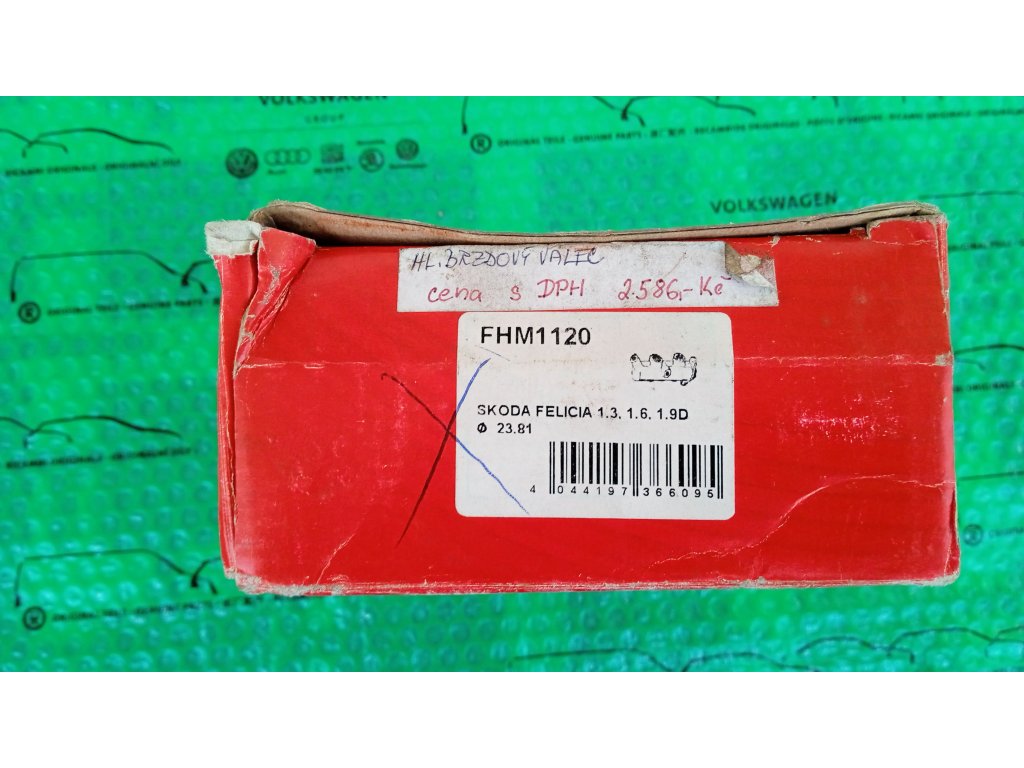 VOLKSWAGEN
GROUP
VOLKSWAGEN
HL. BRZDOVÝ VÁLEC
cena s DPH 2.586,- Kč
FHM1120
SKODA FELICIA 1.3, 1.6, 1.9D
Ø 23.81
4 044197 366095